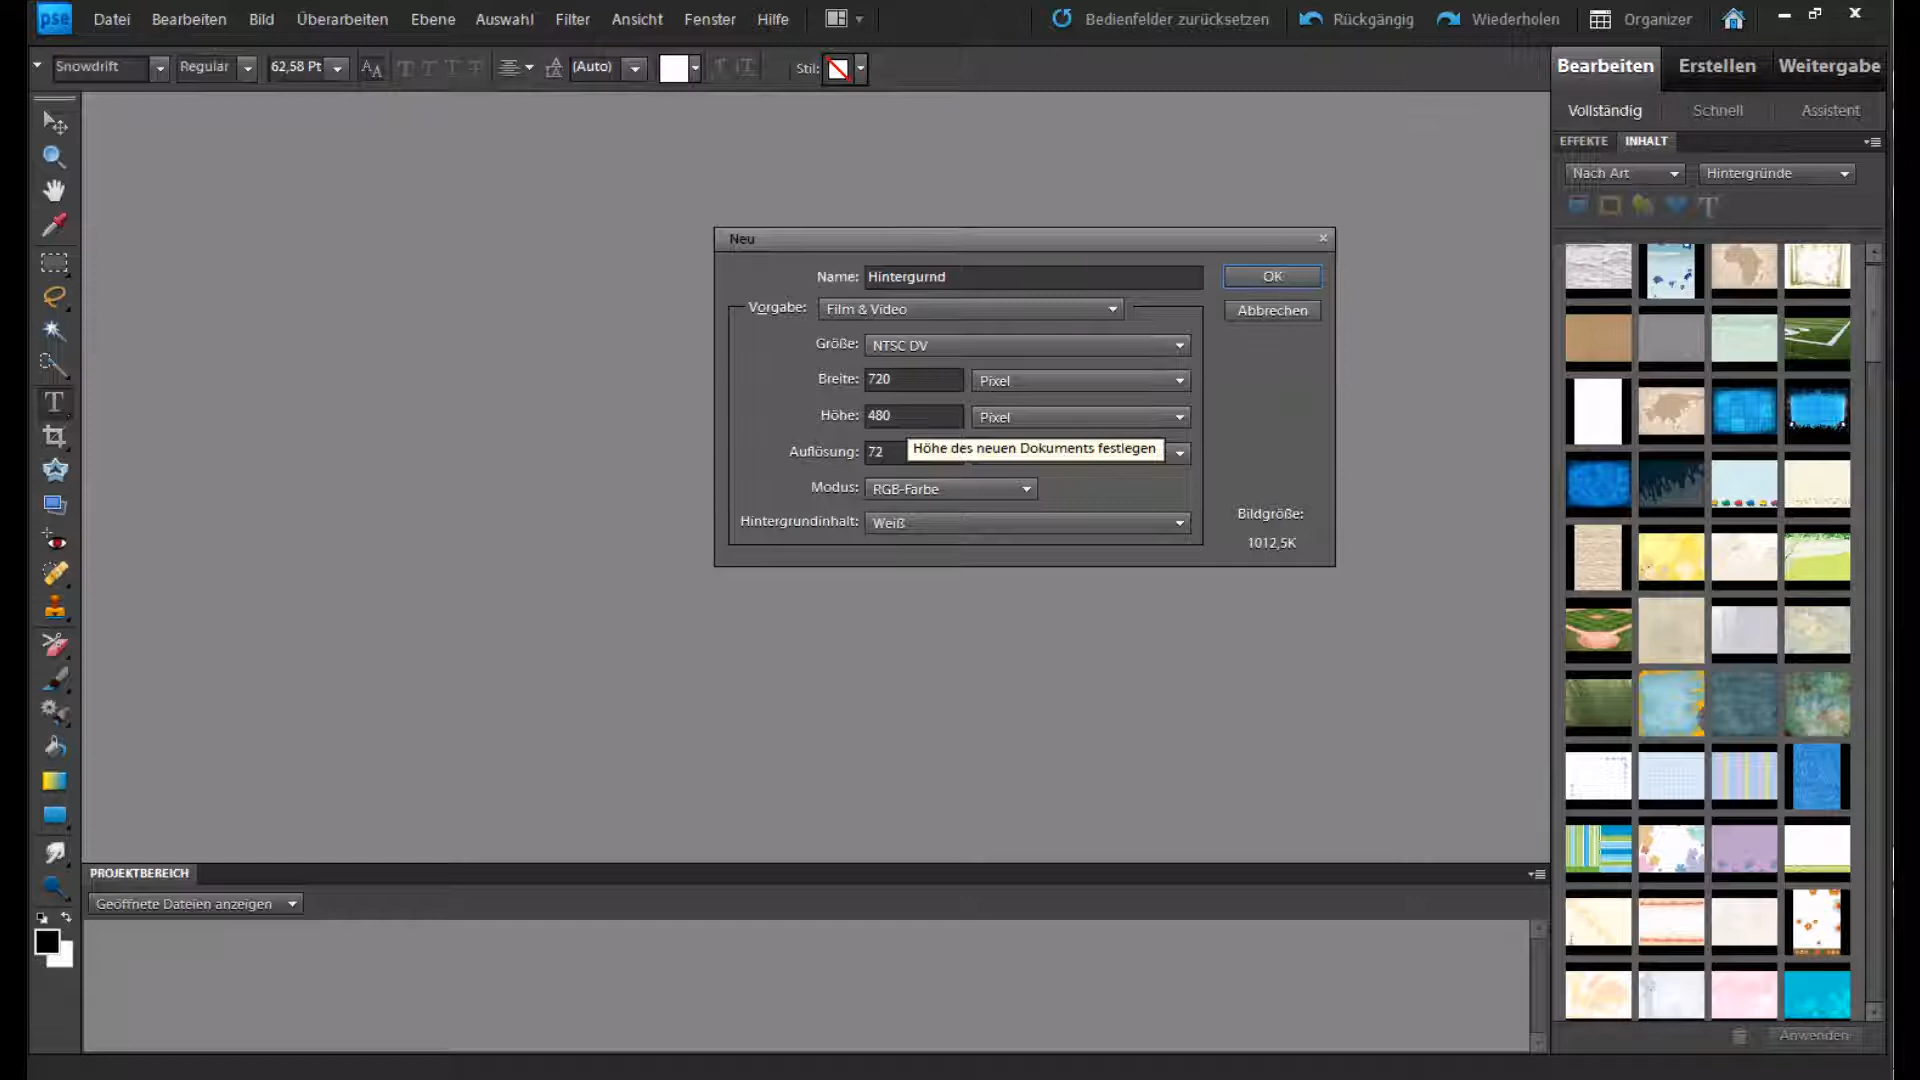 pse Datei Bearbeiten Bild Überarbeiten Ebene Auswahl Filter Ansicht Fenster Hilfe Bedienfelder zurücksetzen Rückgängig Wiederholen Organizer
Snowdrift Regular 62,58 Pt (Auto) Stil:
Bearbeiten Erstellen Weitergabe
Vollständig Schnell Assistent
EFFEKTE INHALT
Nach Art Hintergründe
Neu
Name: Hintergurnd OK
Vorgabe: Film & Video Abbrechen
Größe: NTSC DV
Breite: 720 Pixel
Höhe: 480 Pixel
Auflösung: 72 Höhe des neuen Dokuments festlegen
Modus: RGB-Farbe
Hintergrundinhalt: Weiß
Bildgröße:
1012,5K
PROJEKTBEREICH
Geöffnete Dateien anzeigen
Anwenden